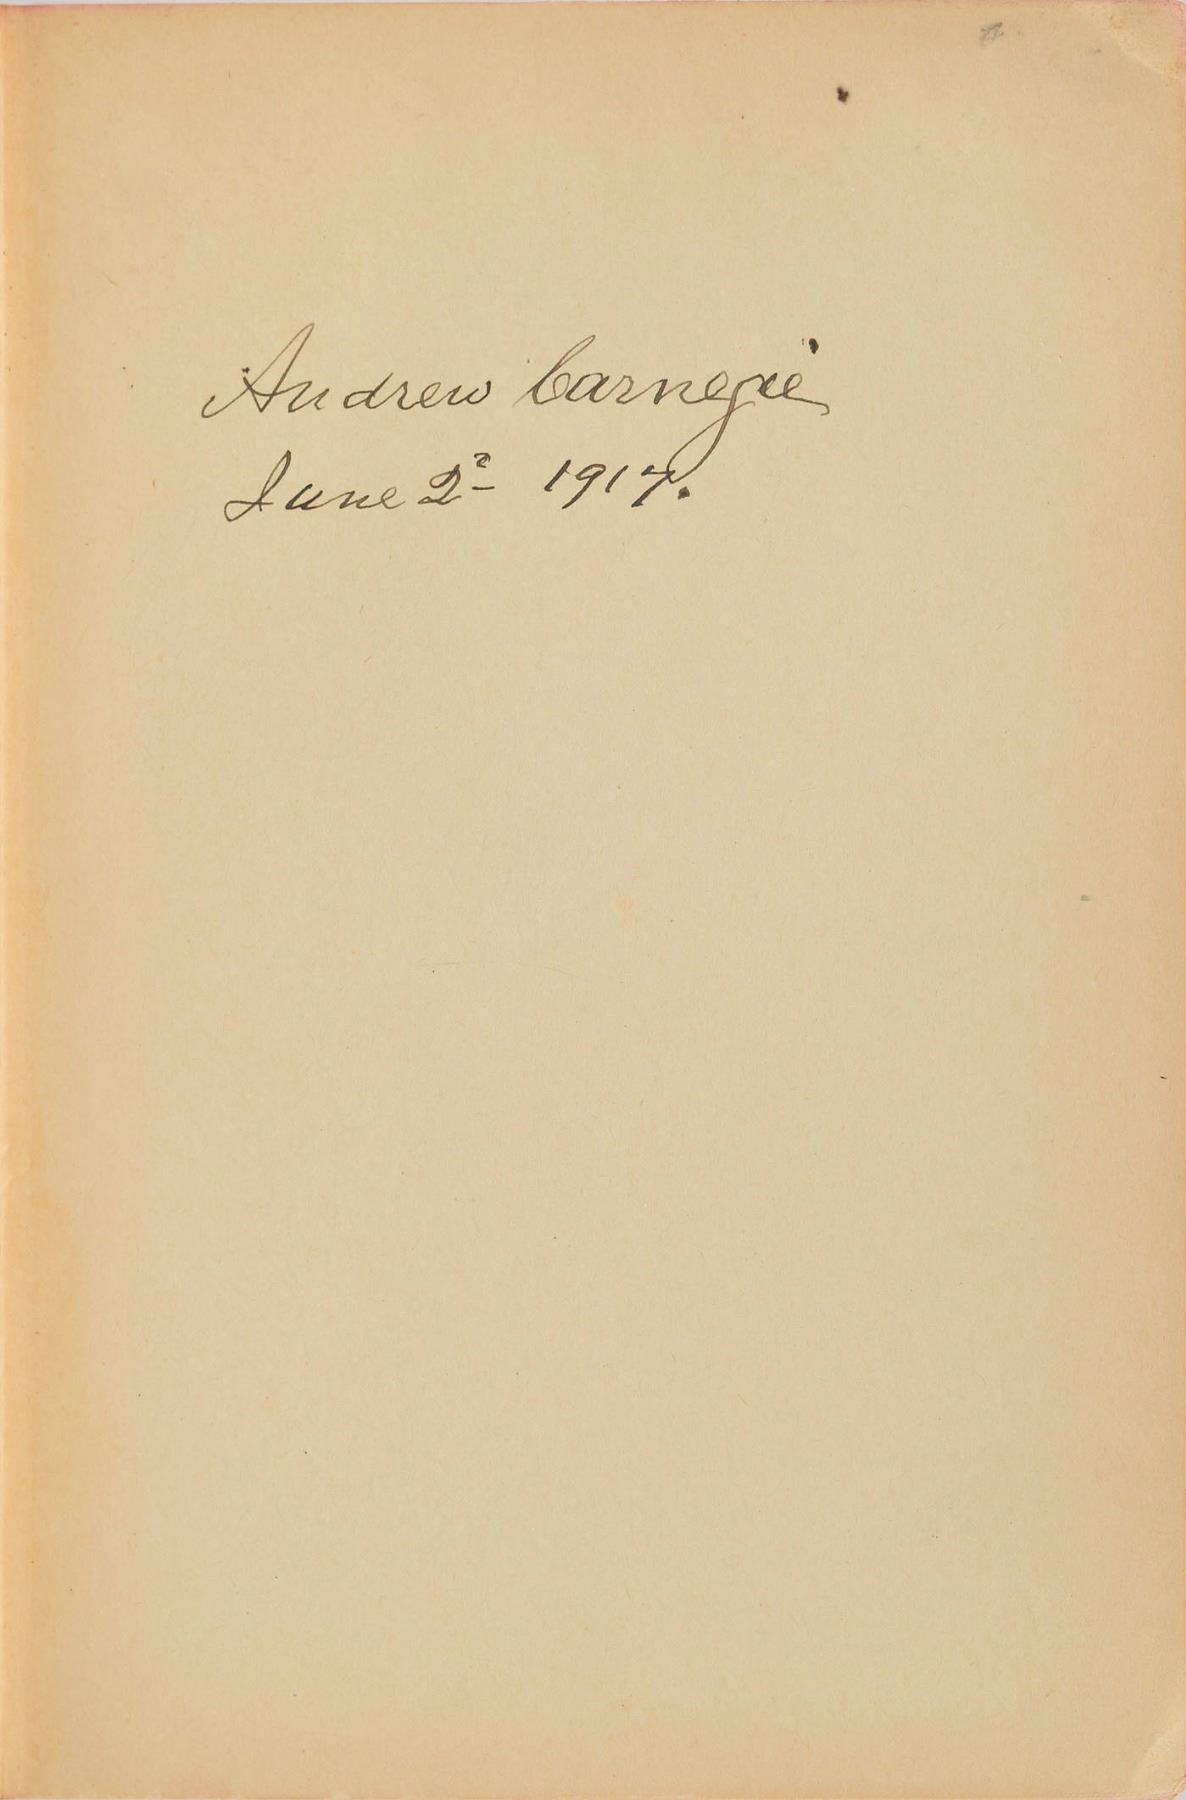 Andrew Carnegie
June 2ᵈ 1917.